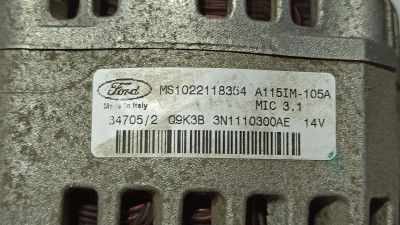 Ford MS1022118354 A115IM-105A
Made in Italy MIC 3.1
34705/2 Q9K3B 3N1110300AE 14V